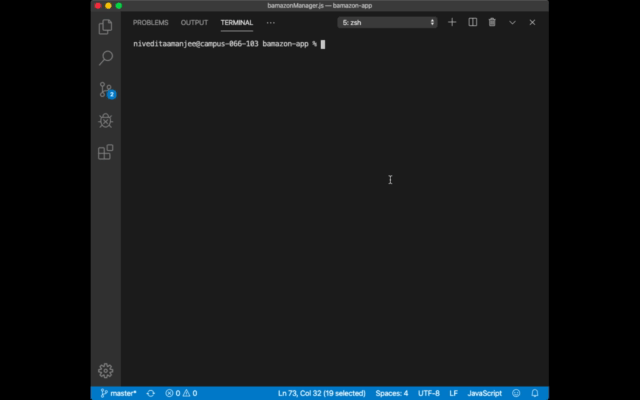 bamazonManager.js — bamazon-app
PROBLEMS OUTPUT TERMINAL ··· 5: zsh
niveditaamanjee@campus-066-103 bamazon-app %
2
master* 0 0 Ln 73, Col 32 (19 selected) Spaces: 4 UTF-8 LF JavaScript